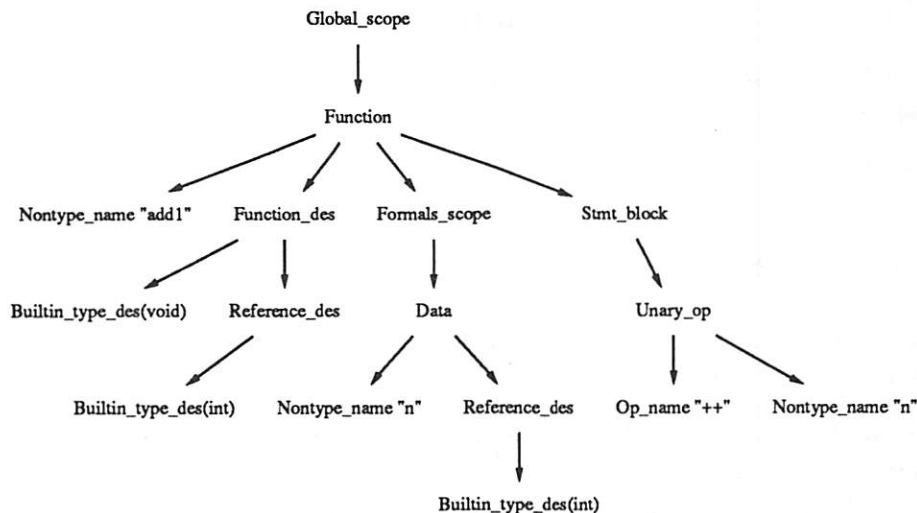 Global_scope
Function
Nontype_name "add1" Function_des Formals_scope Stmt_block
Builtin_type_des(void) Reference_des Data Unary_op
Builtin_type_des(int) Nontype_name "n" Reference_des Op_name "++" Nontype_name "n"
Builtin_type_des(int)